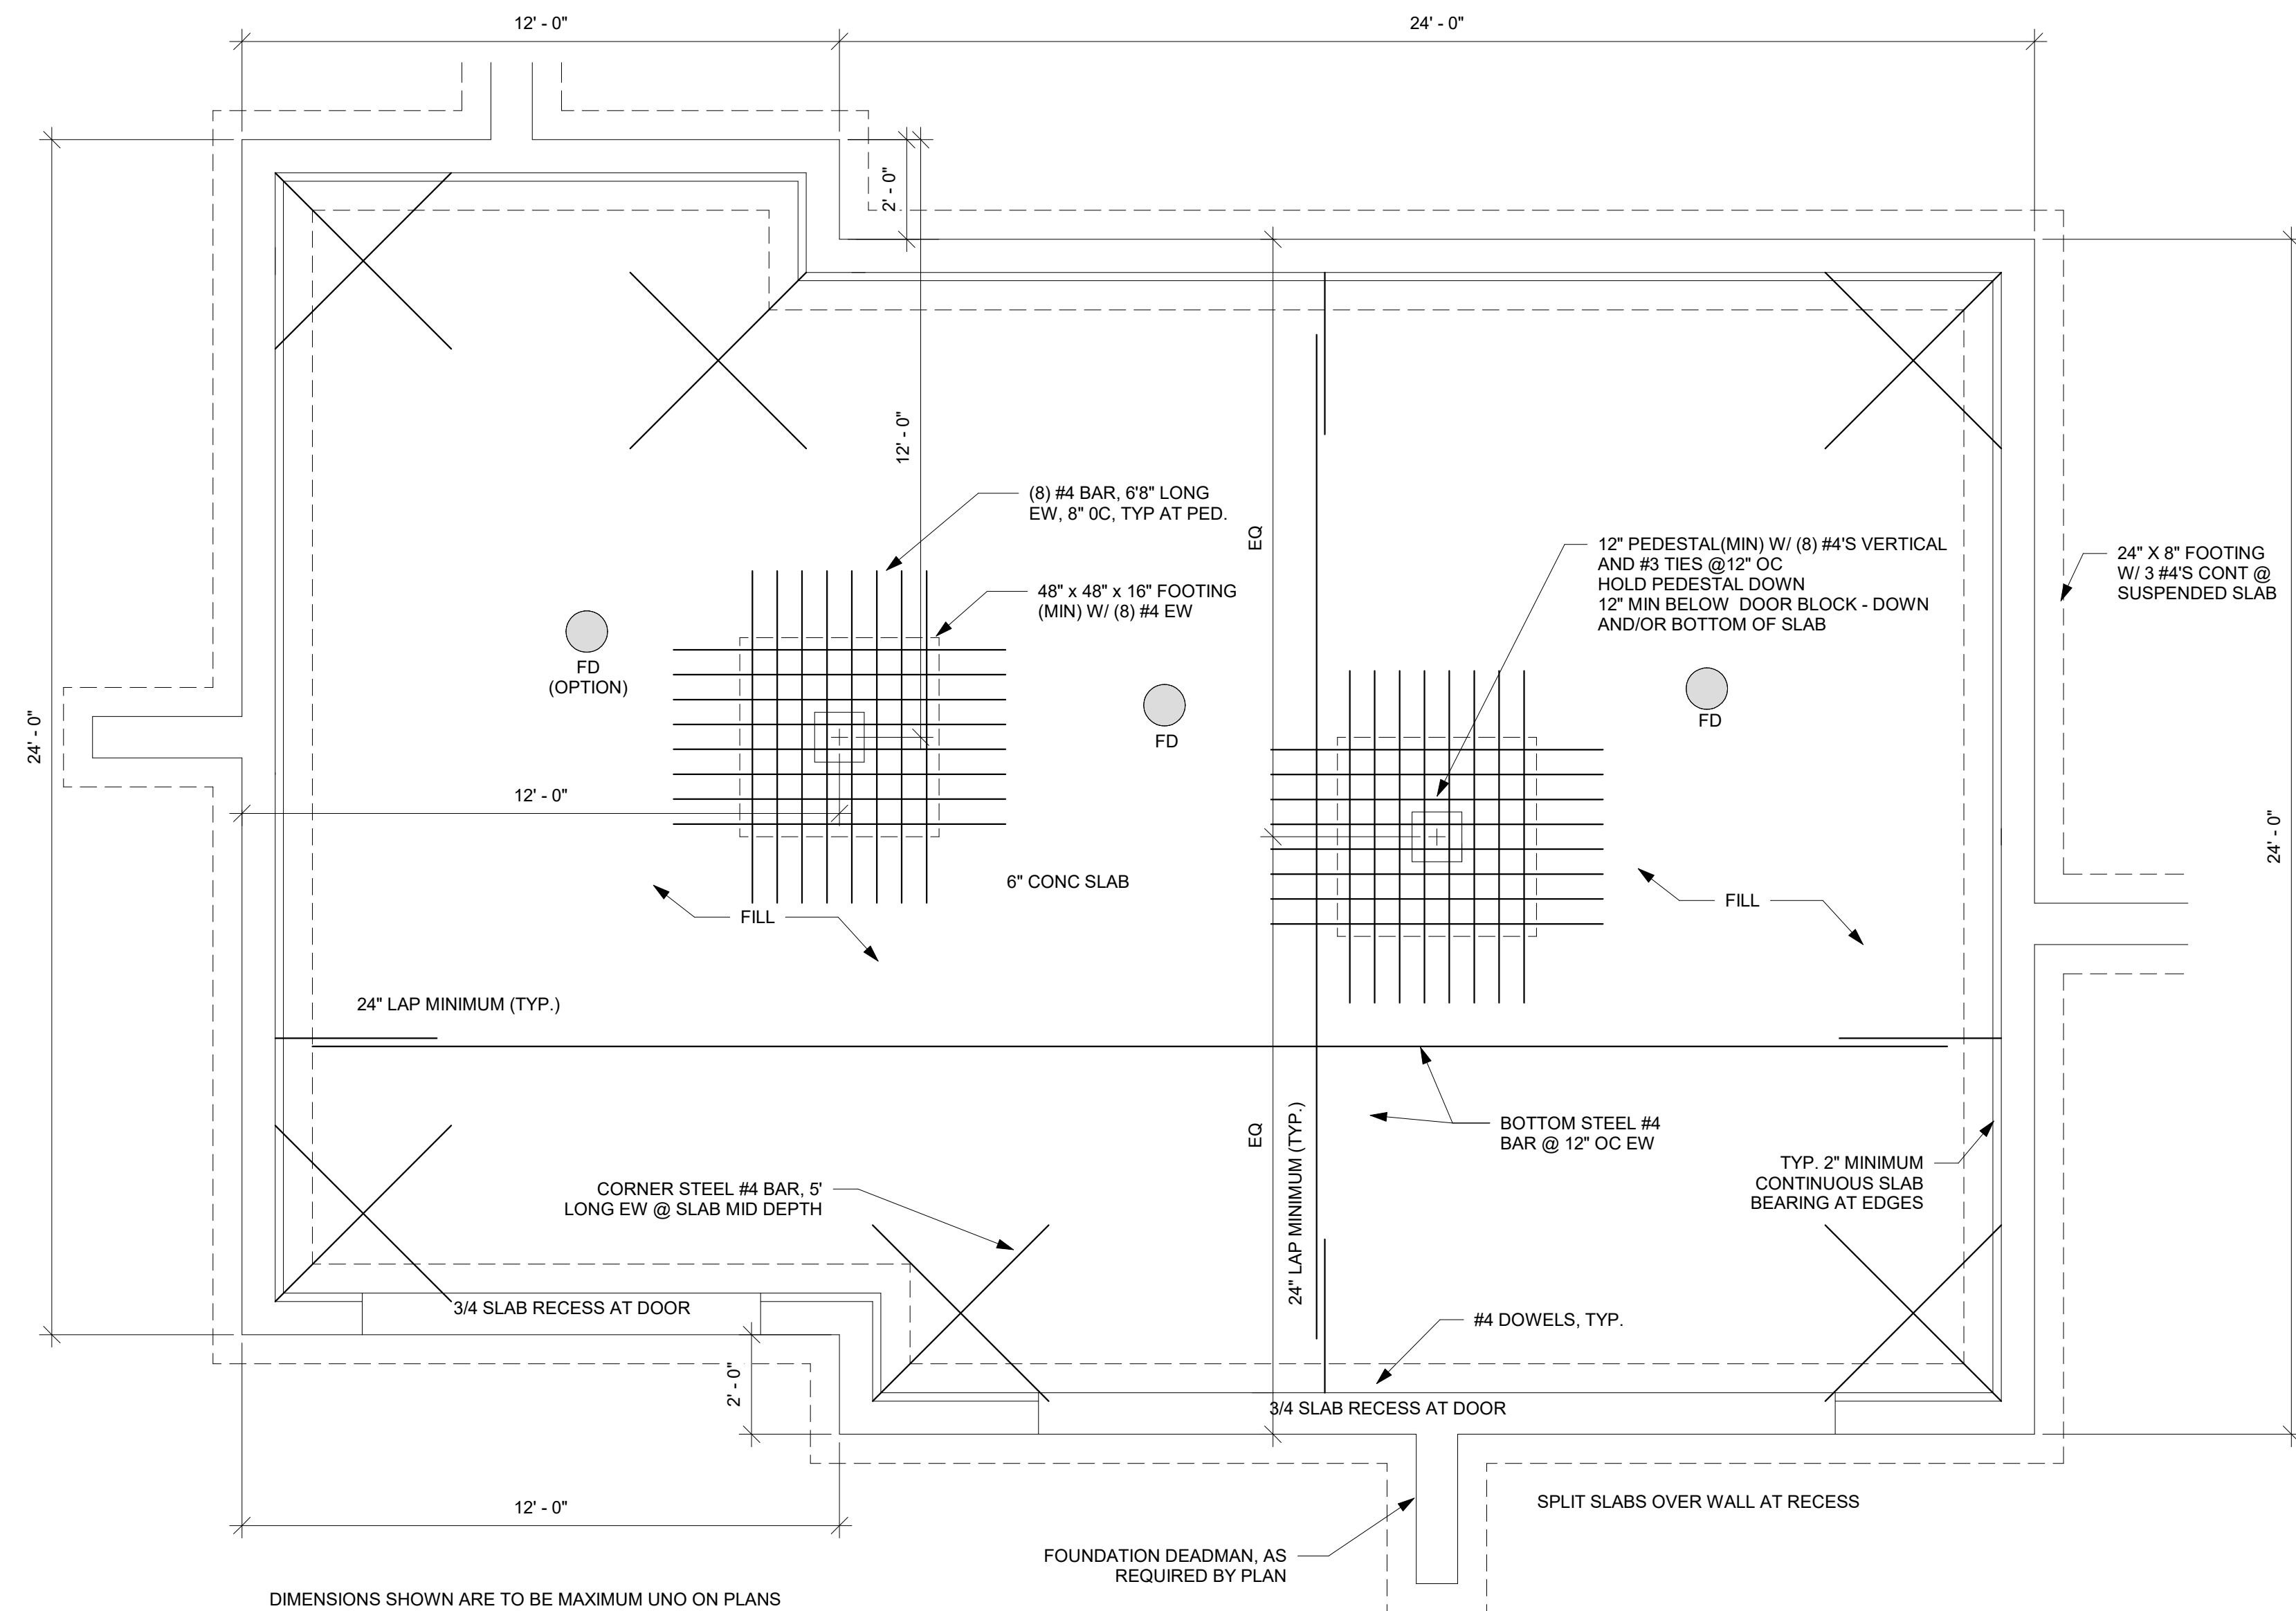 12' - 0"
24' - 0"
2' - 0"
12' - 0"
(8) #4 BAR, 6'8" LONG
EW, 8" 0C, TYP AT PED.
EQ
12" PEDESTAL(MIN) W/ (8) #4'S VERTICAL
AND #3 TIES @12" OC
HOLD PEDESTAL DOWN
12" MIN BELOW DOOR BLOCK - DOWN
AND/OR BOTTOM OF SLAB
24" X 8" FOOTING
W/ 3 #4'S CONT @
SUSPENDED SLAB
48" x 48" x 16" FOOTING
(MIN) W/ (8) #4 EW
FD
(OPTION)
FD
FD
24' - 0"
12' - 0"
24' - 0"
6" CONC SLAB
FILL
FILL
24" LAP MINIMUM (TYP.)
EQ
24" LAP MINIMUM (TYP.)
BOTTOM STEEL #4
BAR @ 12" OC EW
TYP. 2" MINIMUM
CONTINUOUS SLAB
BEARING AT EDGES
CORNER STEEL #4 BAR, 5'
LONG EW @ SLAB MID DEPTH
3/4 SLAB RECESS AT DOOR
#4 DOWELS, TYP.
2' - 0"
3/4 SLAB RECESS AT DOOR
12' - 0"
SPLIT SLABS OVER WALL AT RECESS
FOUNDATION DEADMAN, AS
REQUIRED BY PLAN
DIMENSIONS SHOWN ARE TO BE MAXIMUM UNO ON PLANS